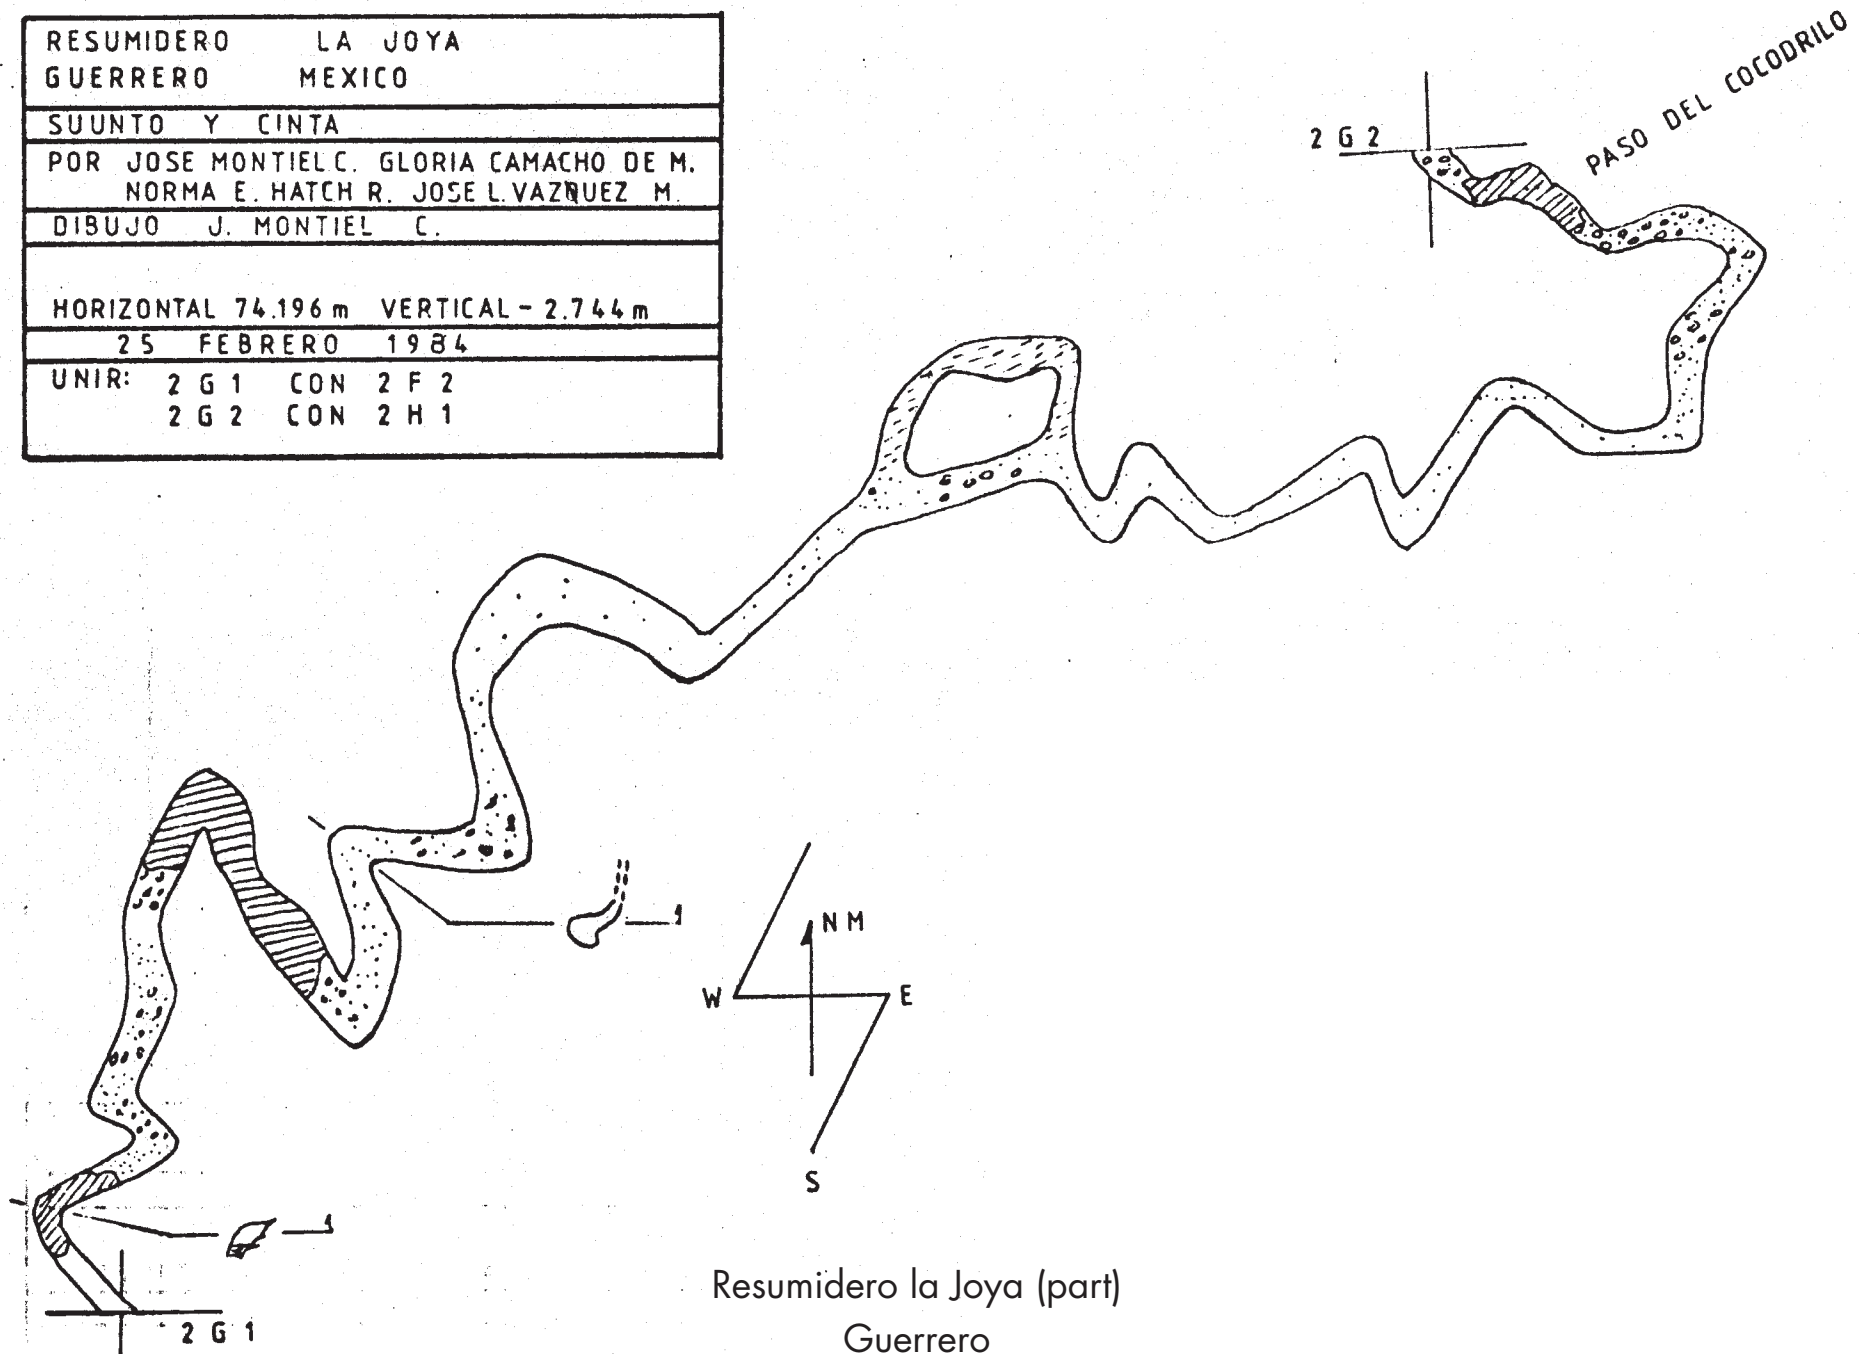 RESUMIDERO LA JOYA
GUERRERO MEXICO
SUUNTO Y CINTA
POR JOSE MONTIEL C. GLORIA CAMACHO DE M.
NORMA E. HATCH R. JOSE L. VAZQUEZ M.
DIBUJO J. MONTIEL C.
HORIZONTAL 74.196 m VERTICAL - 2.744 m
25 FEBRERO 1984
UNIR: 2 G 1 CON 2 F 2
2 G 2 CON 2 H 1
2 G 2
PASO DEL COCODRILO
1
N M
W E
S
1
2 G 1
Resumidero la Joya (part)
Guerrero